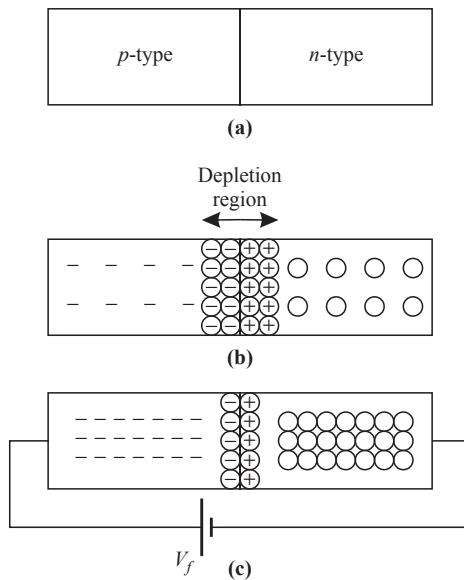 p-type n-type
(a)
Depletion
region
− − − − − − + +
− +
− − + +
− − − − − − + +
− − + +
(b)
− − − − − − − − +
− − − − − − − − +
− − − − − − − − +
− +
− +
V_f
(c)